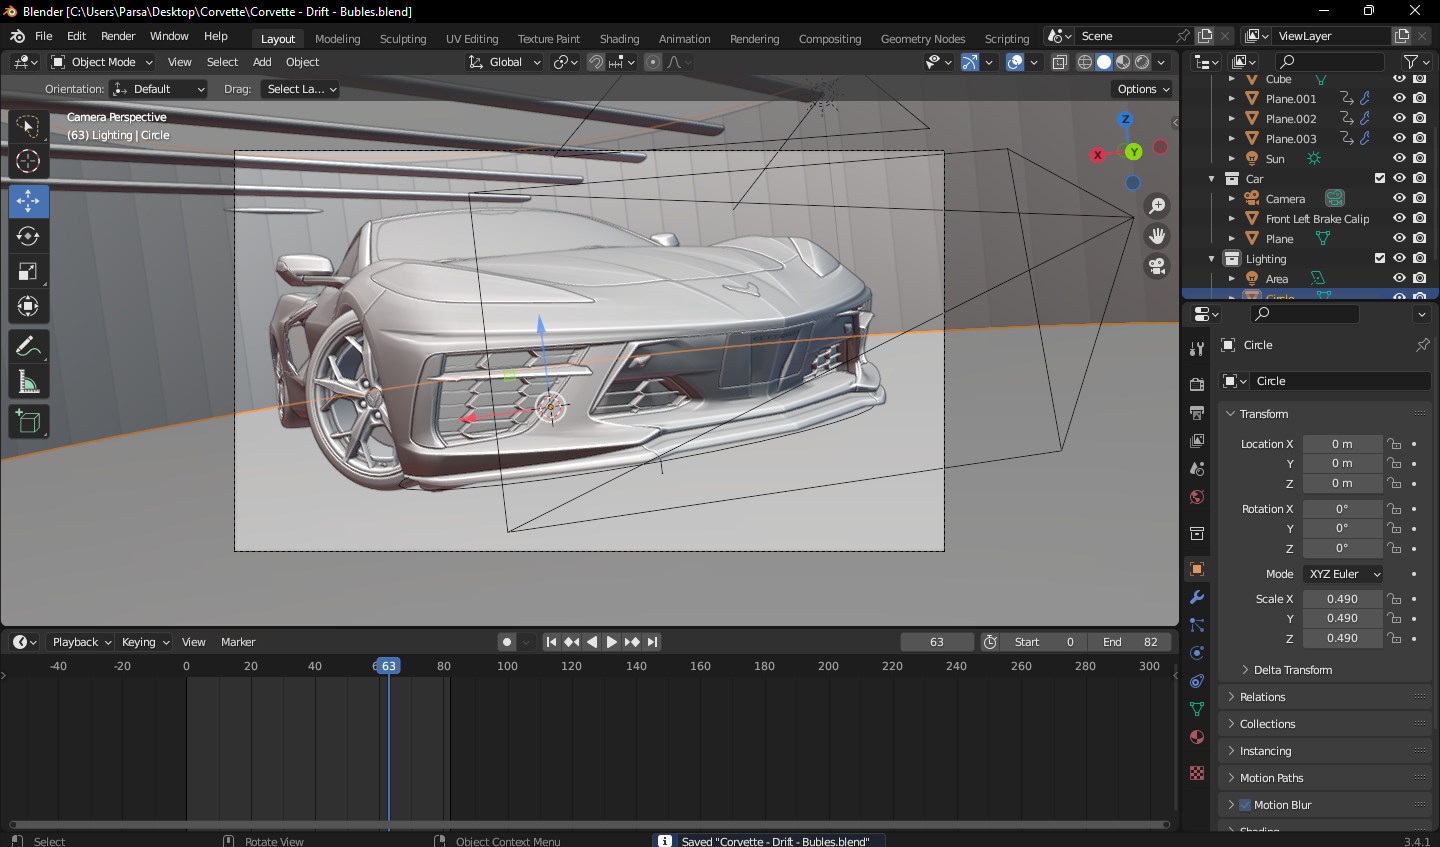 Blender [C:\Users\Parsa\Desktop\Corvette\Corvette - Drift - Bubles.blend]
File Edit Render Window Help Layout Modeling Sculpting UV Editing Texture Paint Shading Animation Rendering Compositing Geometry Nodes Scripting Scene ViewLayer
Object Mode View Select Add Object Global
Orientation: Default Drag: Select La... Options
Camera Perspective
(63) Lighting | Circle
Z
X
Y
Cube
Plane.001
Plane.002
Plane.003
Sun
Car
Camera
Front Left Brake Calip
Plane
Lighting
Area
Circle
Circle
Circle
Transform
Location X 0 m
Y 0 m
Z 0 m
Rotation X 0°
Y 0°
Z 0°
Mode XYZ Euler
Scale X 0.490
Y 0.490
Z 0.490
Delta Transform
Relations
Collections
Instancing
Motion Paths
Motion Blur
Shading
Playback Keying View Marker 63 Start 0 End 82
-40 -20 0 20 40 63 80 100 120 140 160 180 200 220 240 260 280 300
Select Rotate View Object Context Menu Saved "Corvette - Drift - Bubles.blend" 3.4.1